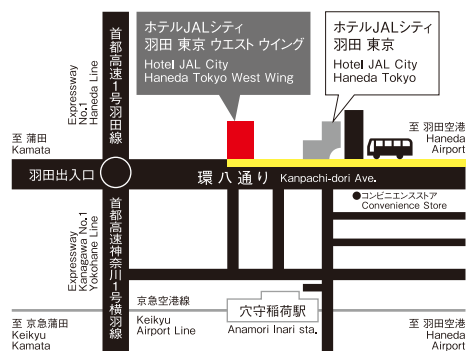 ホテルJALシティ
羽田 東京 ウエスト ウイング
Hotel JAL City
Haneda Tokyo West Wing
ホテルJALシティ
羽田 東京
Hotel JAL City
Haneda Tokyo
首都高速1号羽田線
Expressway
No.1
Haneda Line
至 蒲田
Kamata
至 羽田空港
Haneda
Airport
羽田出入口
環八通り Kanpachi-dori Ave.
●コンビニエンスストア
Convenience Store
首都高速神奈川1号横羽線
Expressway
Kanagawa No.1
Yokohane Line
京急空港線
Keikyu
Airport Line
穴守稲荷駅
Anamori Inari sta.
至 京急蒲田
Keikyu
Kamata
至 羽田空港
Haneda
Airport